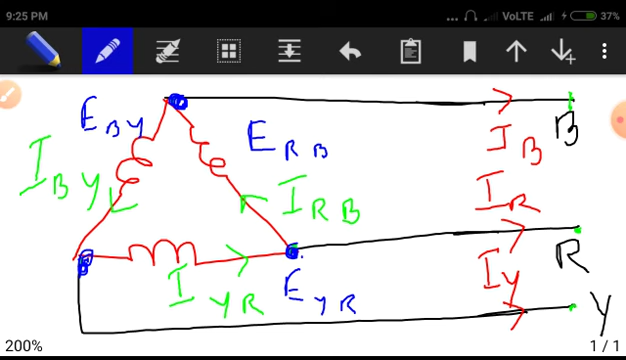 9:25 PM
... VoLTE 37%
E_BY
B
E_RB
I_B
I_BY
I_R
I_RB
R
I_YR
E_YR
I_Y
Y
200%
1/1